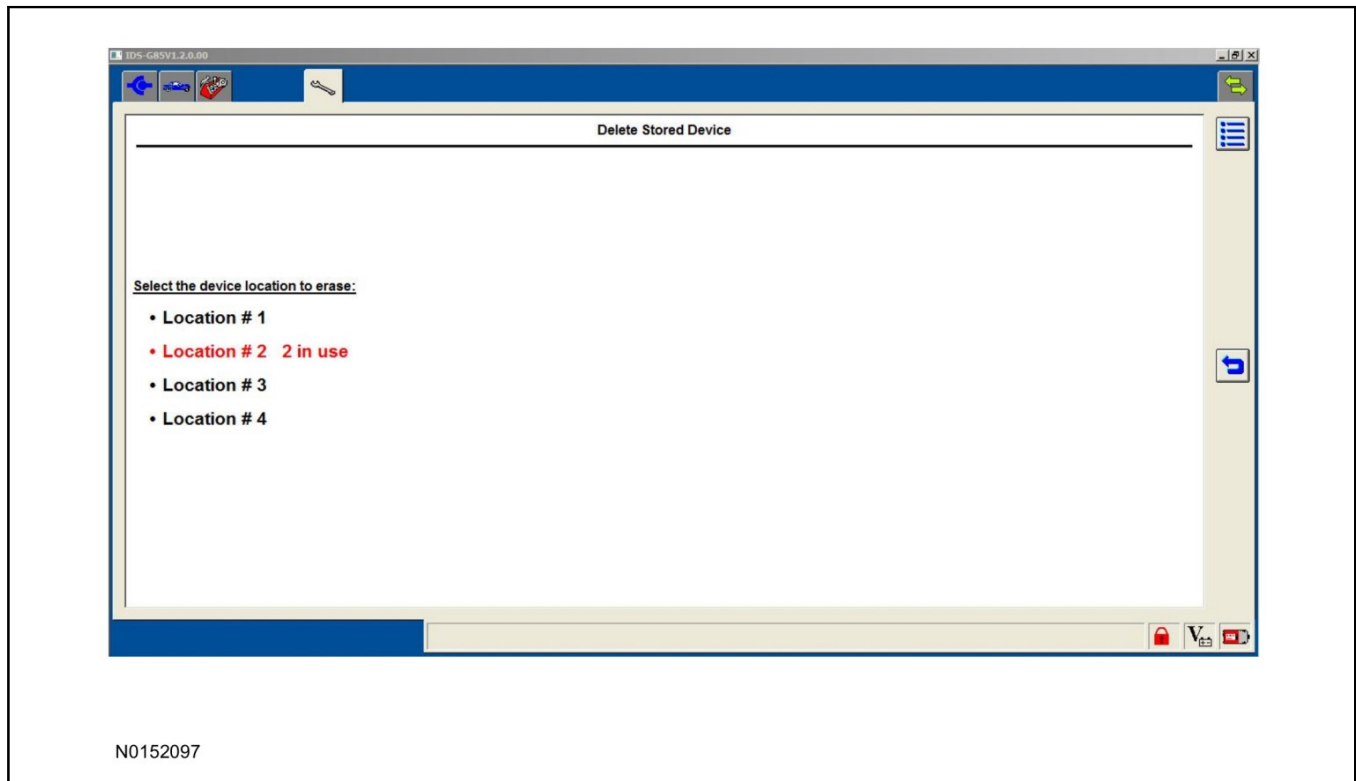 IDS-G85V1.2.0.00
Delete Stored Device
Select the device location to erase:
• Location # 1
• Location # 2 2 in use
• Location # 3
• Location # 4
V
N0152097